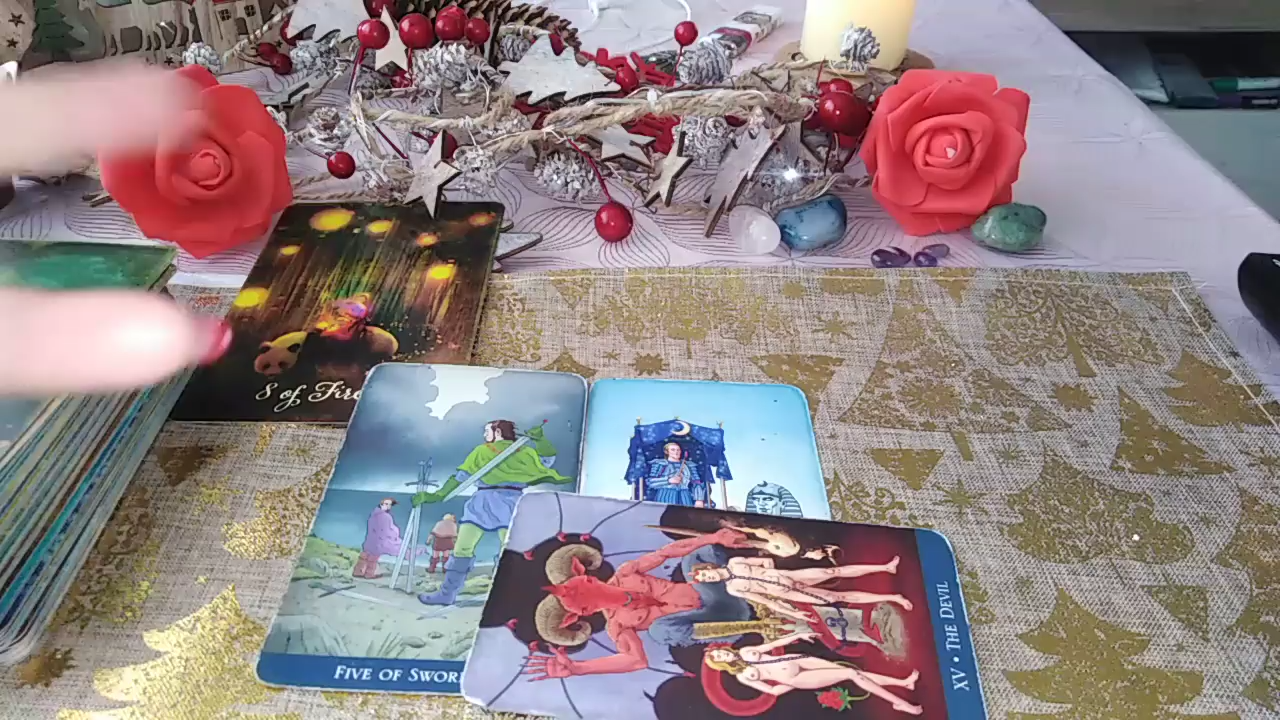 8 of Fire
FIVE OF SWOR
XV • THE DEVIL